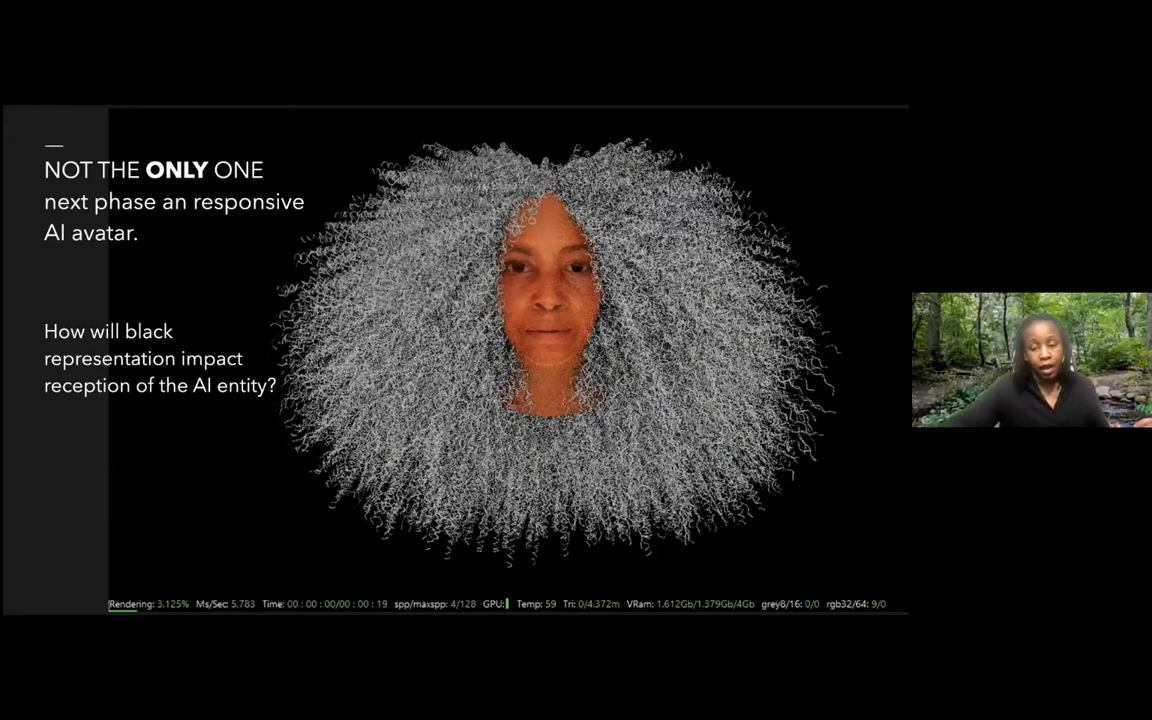 NOT THE ONLY ONE
next phase an responsive
AI avatar.
How will black
representation impact
reception of the AI entity?
Rendering: 3.125% Ms/Sec: 5.783 Time: 00 : 00 : 00/00 : 00 : 19 spp/maxspp: 4/128 GPU: Temp: 59 Tri: 0/4.372m VRam: 1.612Gb/1.379Gb/4Gb grey8/16: 0/0 rgb32/64: 9/0